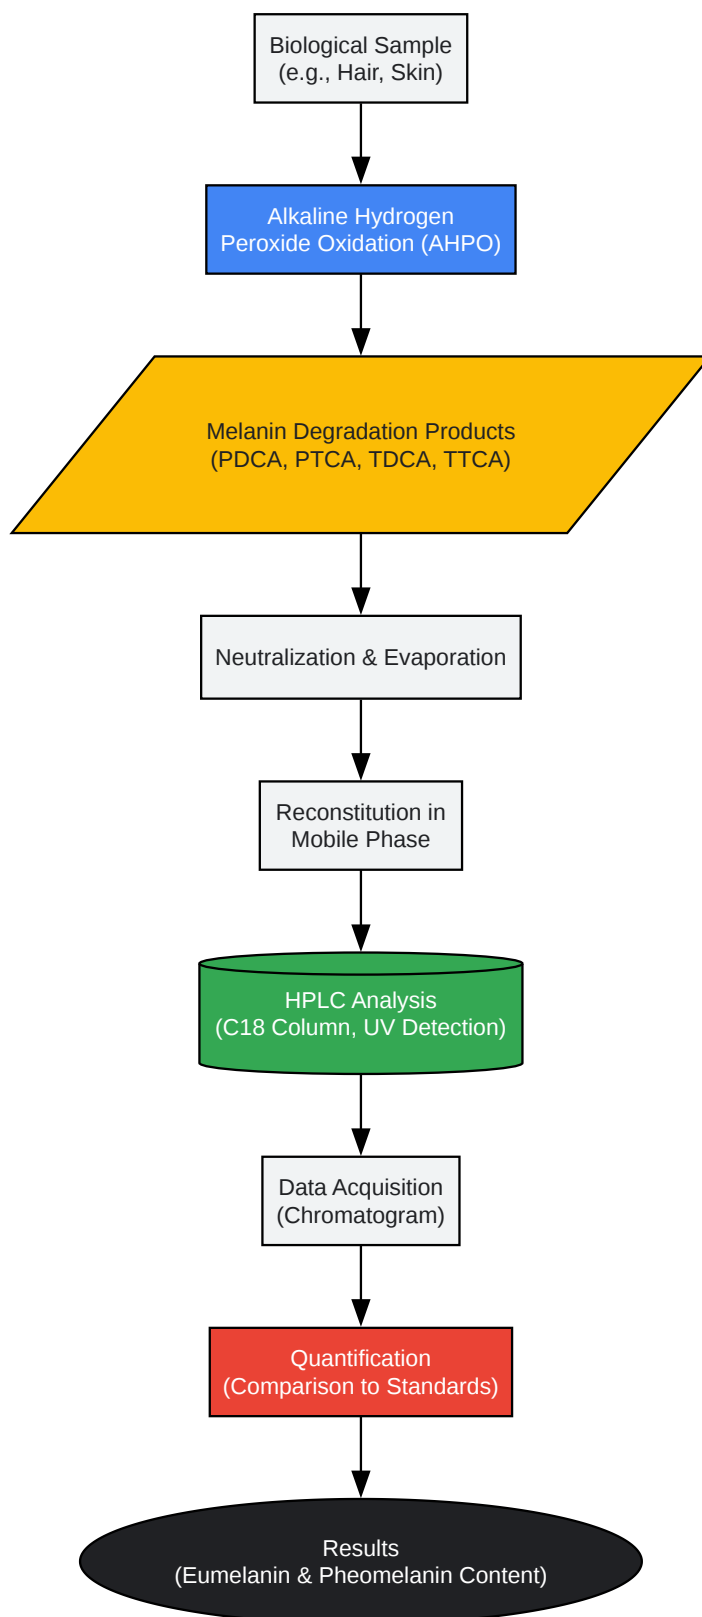 Biological Sample
(e.g., Hair, Skin)
Alkaline Hydrogen
Peroxide Oxidation (AHPO)
Melanin Degradation Products
(PDCA, PTCA, TDCA, TTCA)
Neutralization & Evaporation
Reconstitution in
Mobile Phase
HPLC Analysis
(C18 Column, UV Detection)
Data Acquisition
(Chromatogram)
Quantification
(Comparison to Standards)
Results
(Eumelanin & Pheomelanin Content)